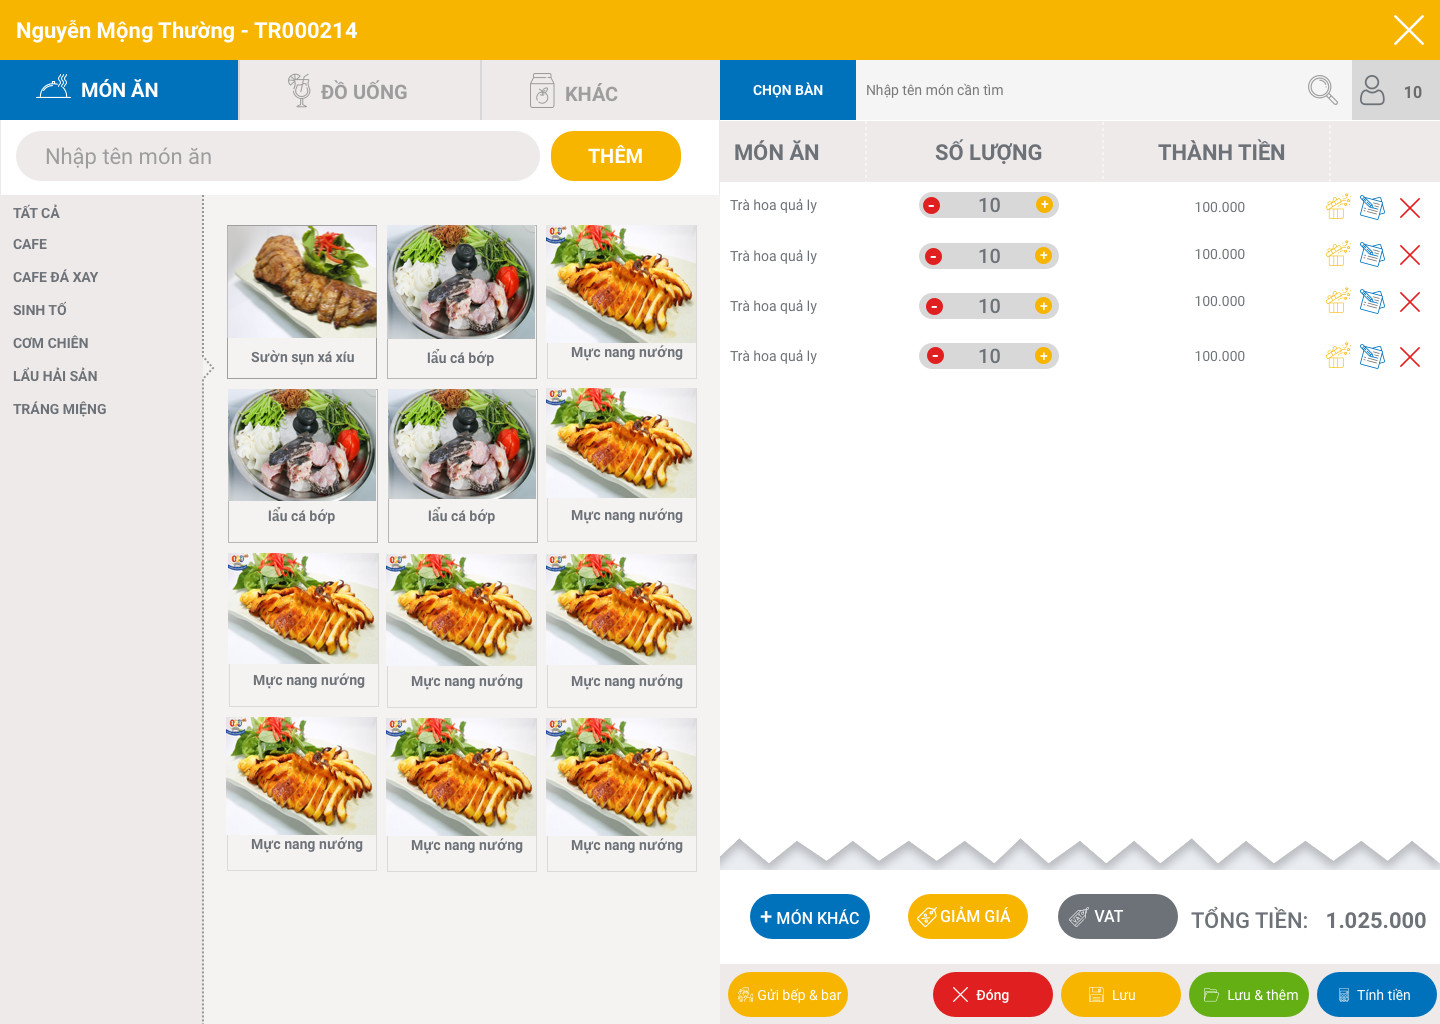 Nguyễn Mộng Thường - TR000214
MÓN ĂN
ĐỒ UỐNG
KHÁC
CHỌN BÀN
Nhập tên món cần tìm
10
Nhập tên món ăn
THÊM
TẤT CẢ
CAFE
CAFE ĐÁ XAY
SINH TỐ
CƠM CHIÊN
LẨU HẢI SẢN
TRÁNG MIỆNG
Sườn sụn xá xíu
lẩu cá bớp
Mực nang nướng
lẩu cá bớp
lẩu cá bớp
Mực nang nướng
Mực nang nướng
Mực nang nướng
Mực nang nướng
Mực nang nướng
Mực nang nướng
Mực nang nướng
MÓN ĂN
SỐ LƯỢNG
THÀNH TIỀN
Trà hoa quả ly
- 10 +
100.000
Trà hoa quả ly
- 10 +
100.000
Trà hoa quả ly
- 10 +
100.000
Trà hoa quả ly
- 10 +
100.000
+ MÓN KHÁC
GIẢM GIÁ
VAT
TỔNG TIỀN: 1.025.000
Gửi bếp & bar
Đóng
Lưu
Lưu & thêm
Tính tiền